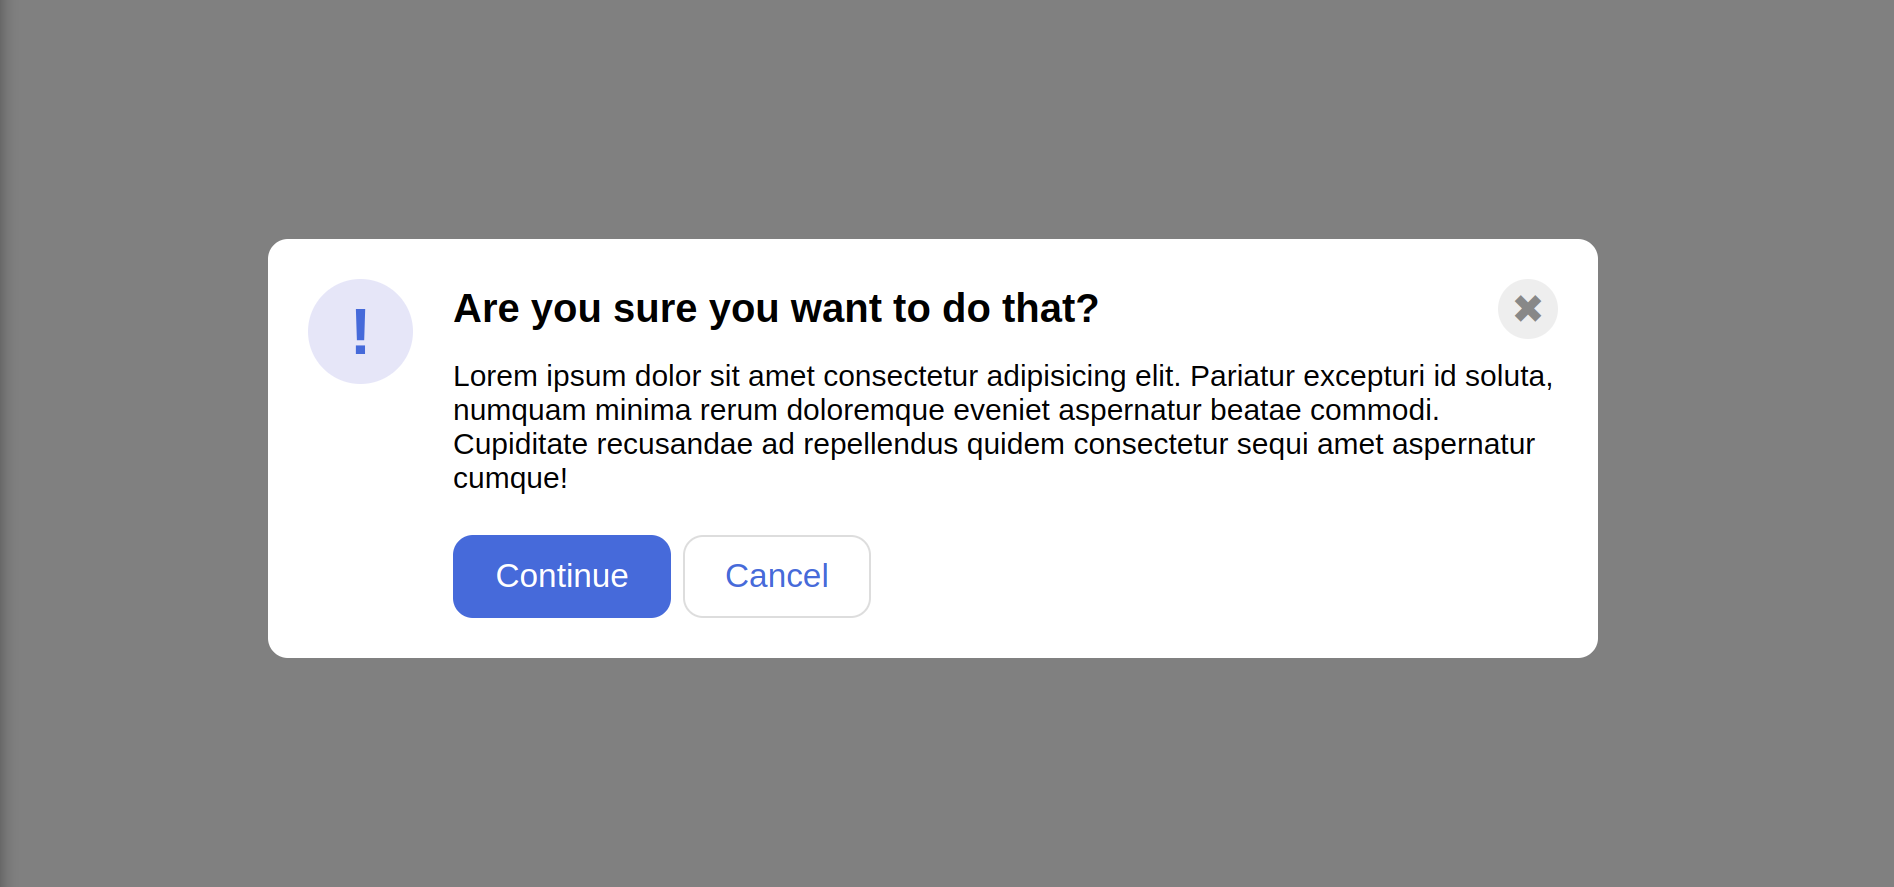 !
Are you sure you want to do that?
✖
Lorem ipsum dolor sit amet consectetur adipisicing elit. Pariatur excepturi id soluta,
numquam minima rerum doloremque eveniet aspernatur beatae commodi.
Cupiditate recusandae ad repellendus quidem consectetur sequi amet aspernatur
cumque!
Continue
Cancel